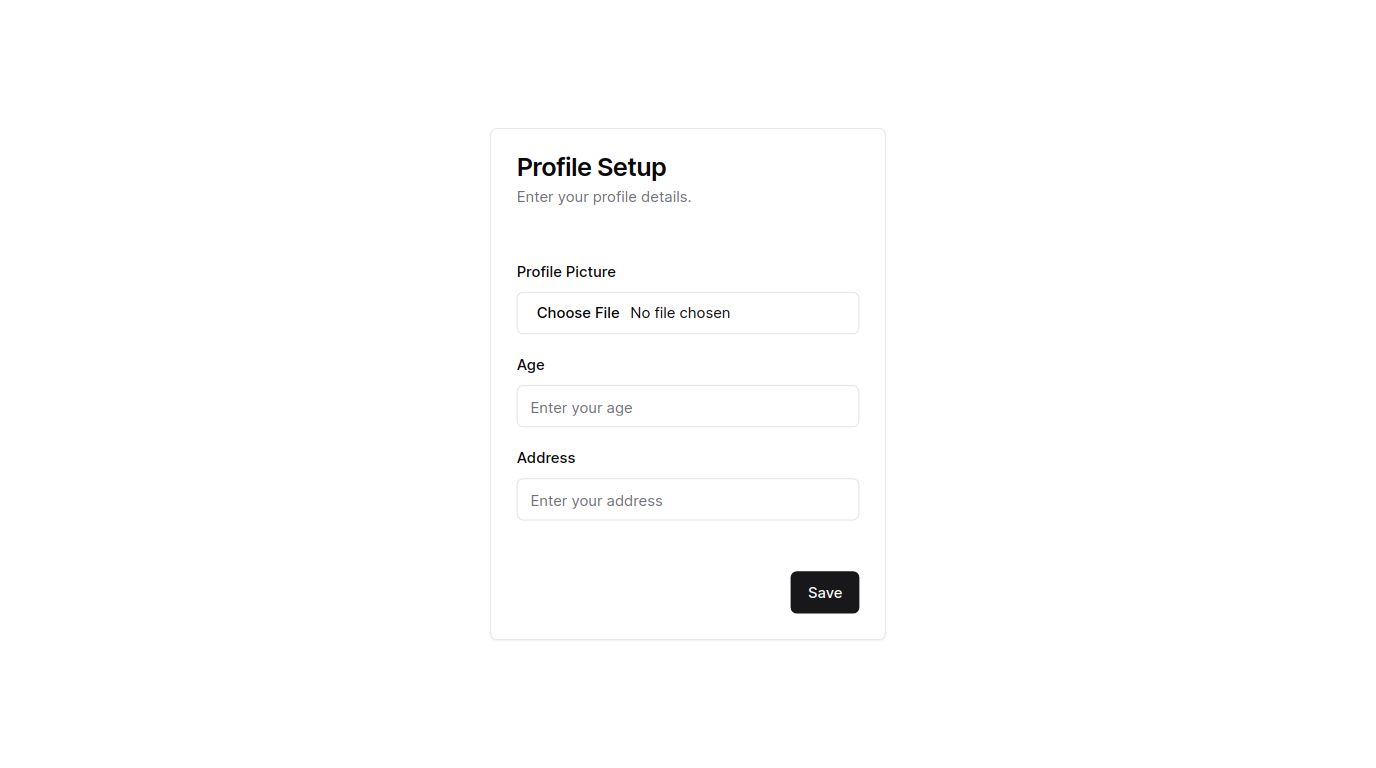 Profile Setup
Enter your profile details.
Profile Picture
Choose File No file chosen
Age
Enter your age
Address
Enter your address
Save